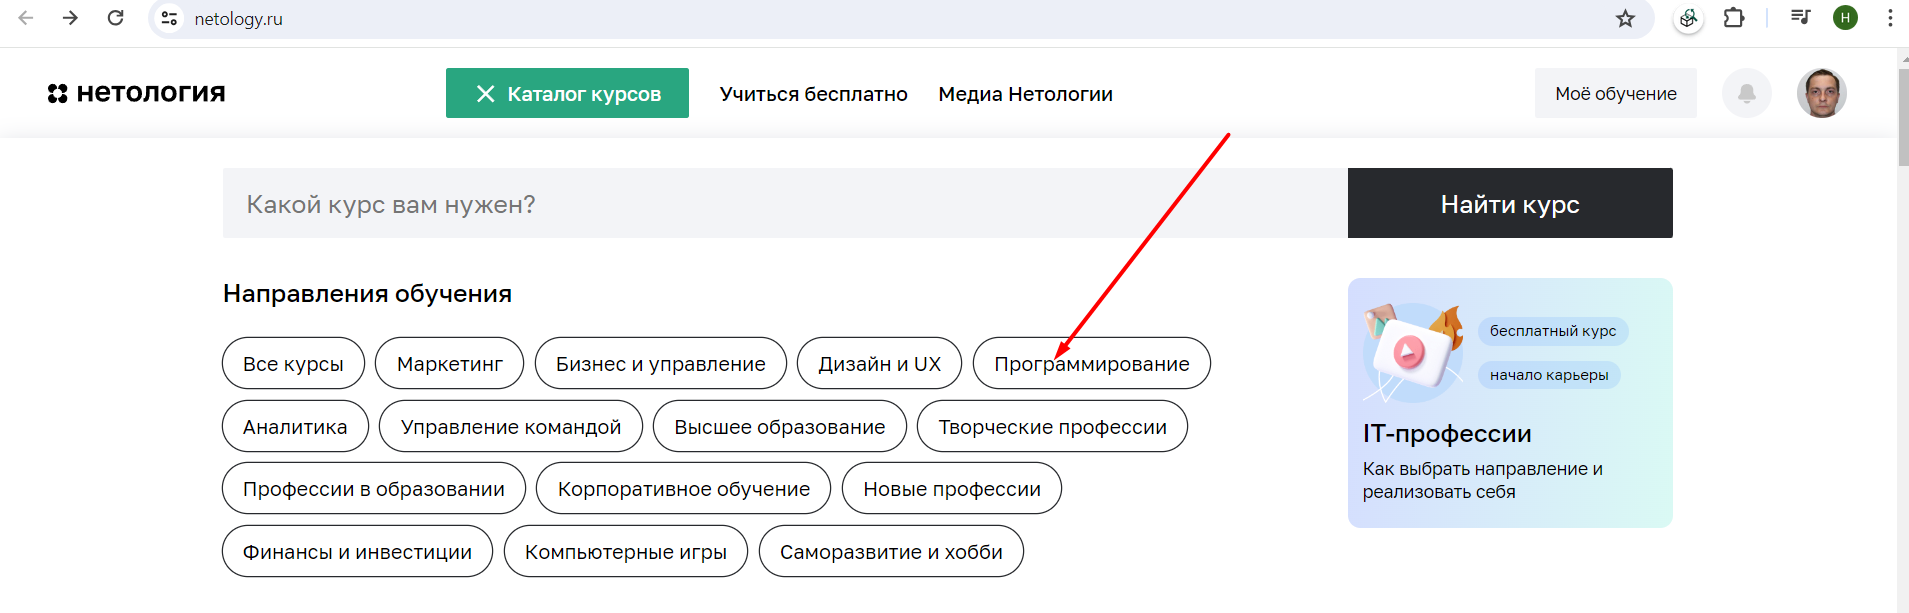 netology.ru
H
нетология
Каталог курсов
Учиться бесплатно
Медиа Нетологии
Моё обучение
Какой курс вам нужен?
Найти курс
Направления обучения
Все курсы
Маркетинг
Бизнес и управление
Дизайн и UX
Программирование
Аналитика
Управление командой
Высшее образование
Творческие профессии
Профессии в образовании
Корпоративное обучение
Новые профессии
Финансы и инвестиции
Компьютерные игры
Саморазвитие и хобби
бесплатный курс
начало карьеры
IT-профессии
Как выбрать направление и
реализовать себя